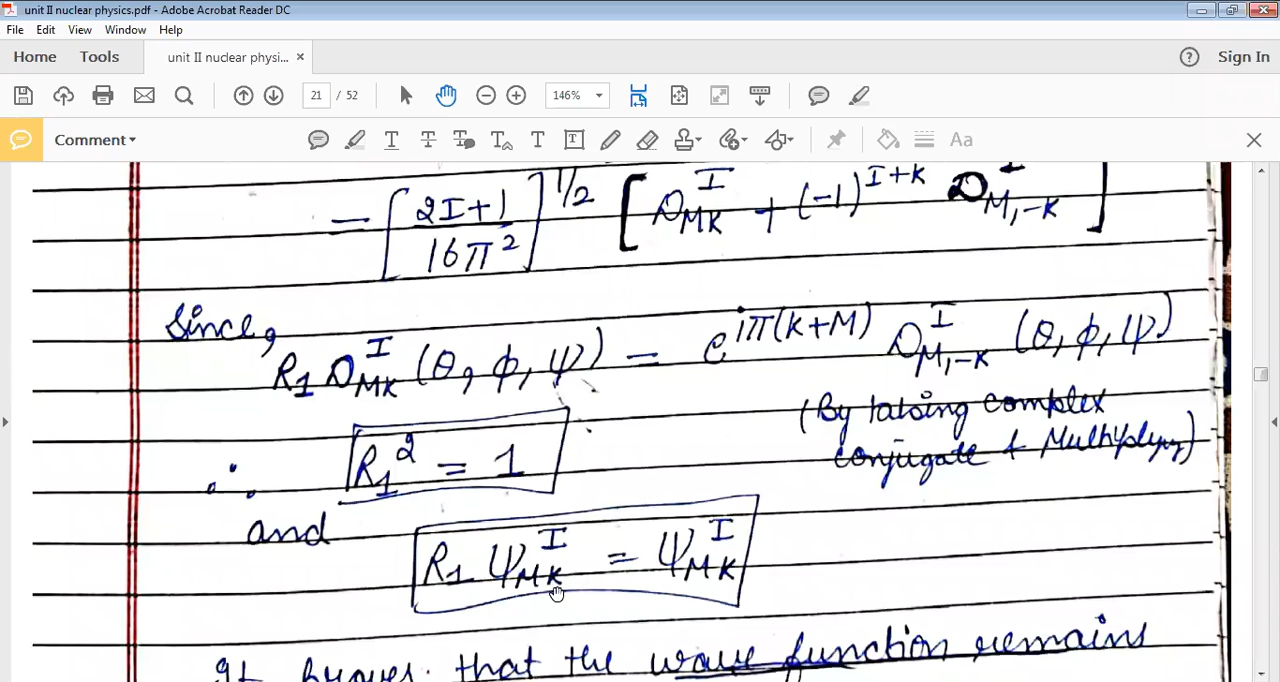 unit II nuclear physics.pdf - Adobe Acrobat Reader DC
File Edit View Window Help
Home Tools unit II nuclear physi... × ? Sign In
21 / 52 146%
Comment Aa
= [2I+1 / 16π²]^1/2 [D^I_MK + (-1)^I+K D^I_M,-K]
Since,
R₁ D^I_MK (θ, ϕ, ψ) = e^iπ(K+M) D^I_M,-K (θ, ϕ, ψ)
(By taking complex
conjugate & Multiplying)
∴ R₁² = 1
and
R₁ ψ^I_MK = ψ^I_MK
It proves that the wave function remains